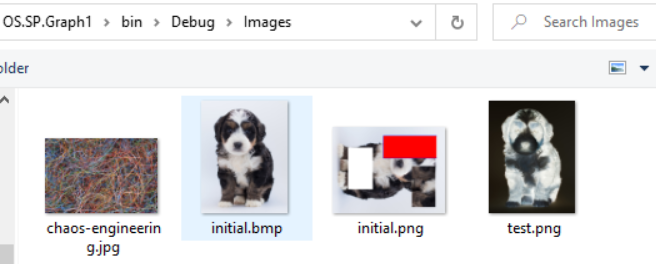 OS.SP.Graph1 > bin > Debug > Images
Search Images
older
chaos-engineerin
g.jpg
initial.bmp
initial.png
test.png